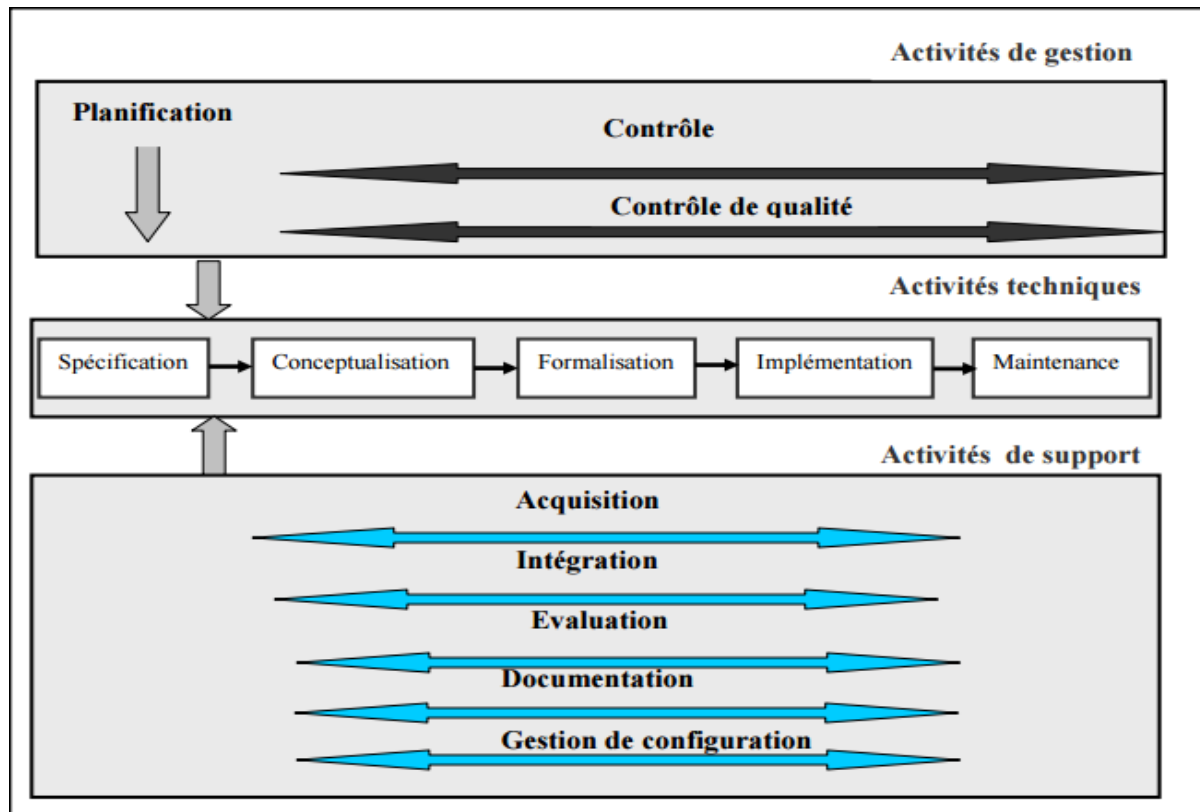 Activités de gestion
Planification
Contrôle
Contrôle de qualité
Activités techniques
Spécification
Conceptualisation
Formalisation
Implémentation
Maintenance
Activités de support
Acquisition
Intégration
Evaluation
Documentation
Gestion de configuration